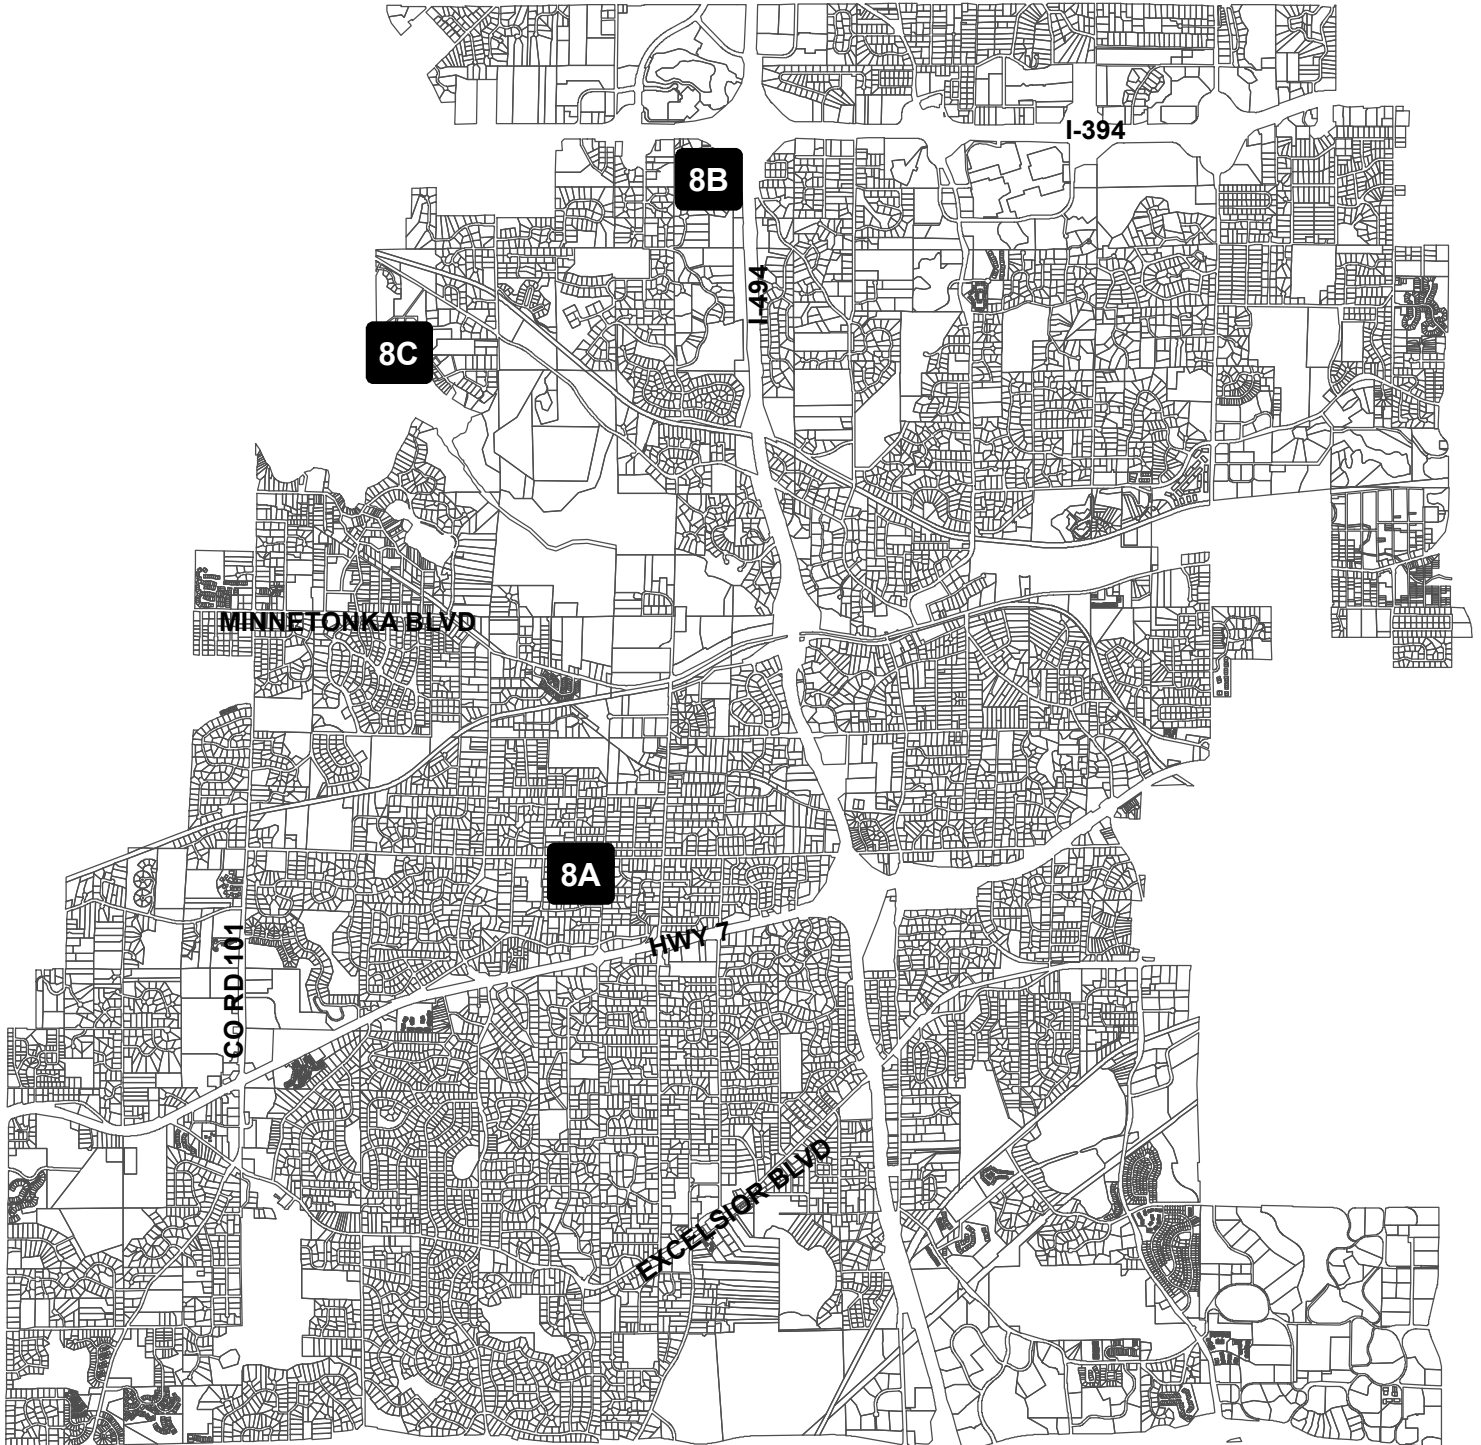 I-394
8B
I-494
8C
MINNETONKA BLVD
8A
HWY 7
CO RD 101
EXCELSIOR BLVD